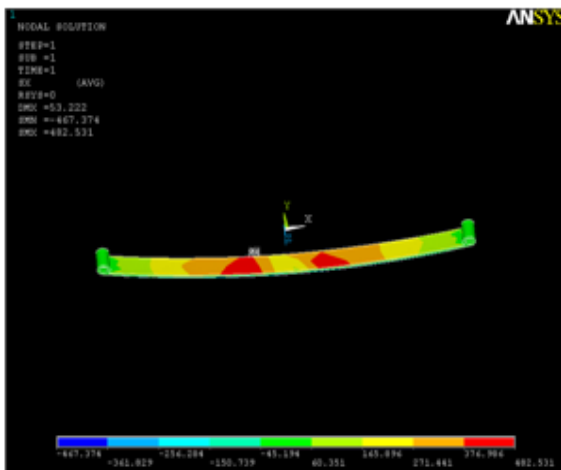 1
ANSYS
NODAL SOLUTION
STEP=1
SUB =1
TIME=1
SX (AVG)
RSYS=0
DMX =53.222
SMN =-467.374
SMX =482.531
Y
X
MX
-467.374 -256.284 -45.194 165.896 376.986
-361.829 -150.739 60.351 271.441 482.531